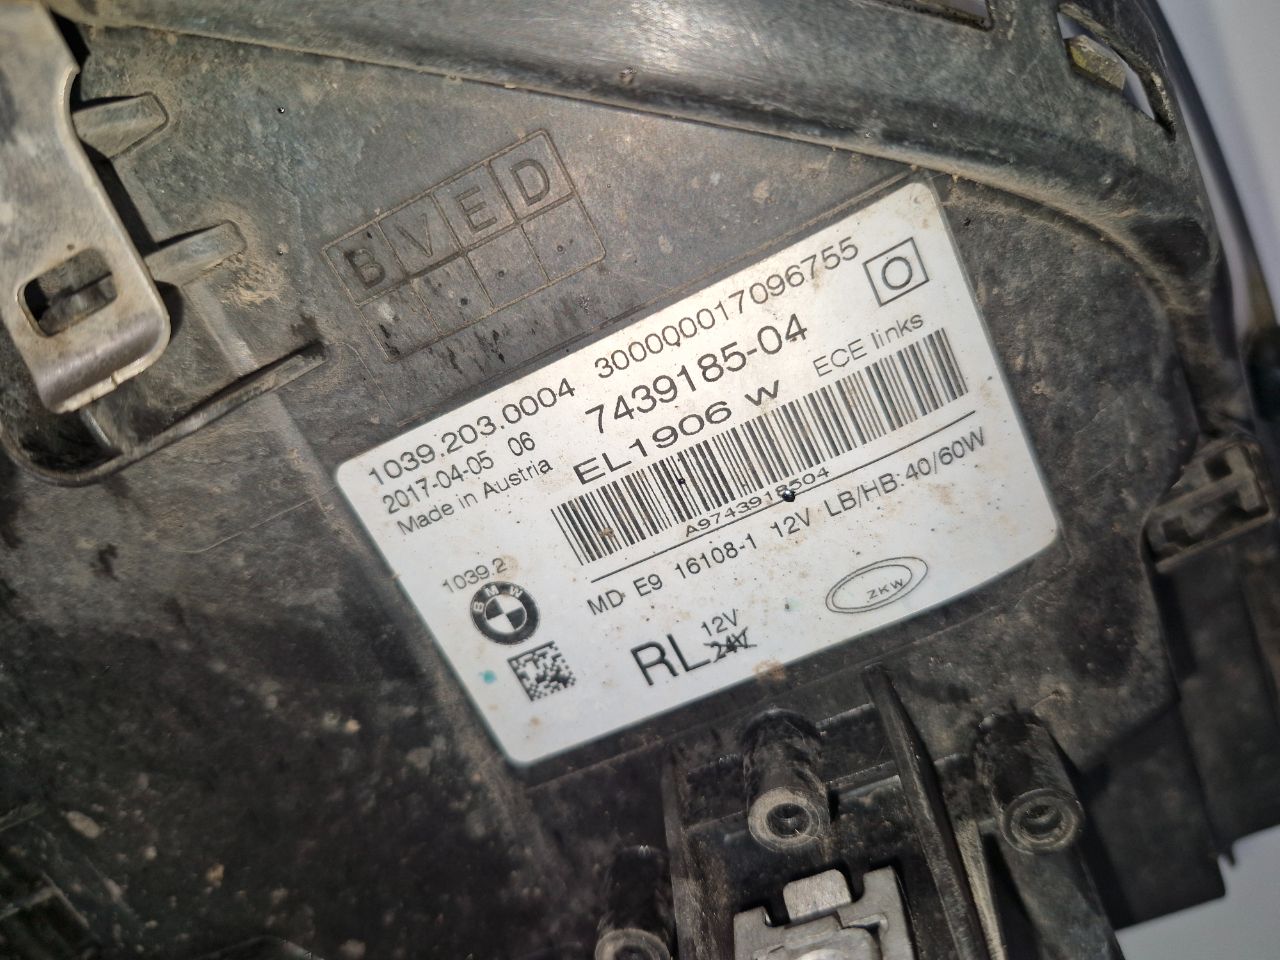 B V E D
1039.203.0004 300000017096755 O
2017-04-05 06 7439185-04
Made in Austria EL1906 W ECE links
A9743918504
1039.2 MD E9 16108-1 12V LB/HB: 40/60W
BMW
RL 12V 24V
ZKW